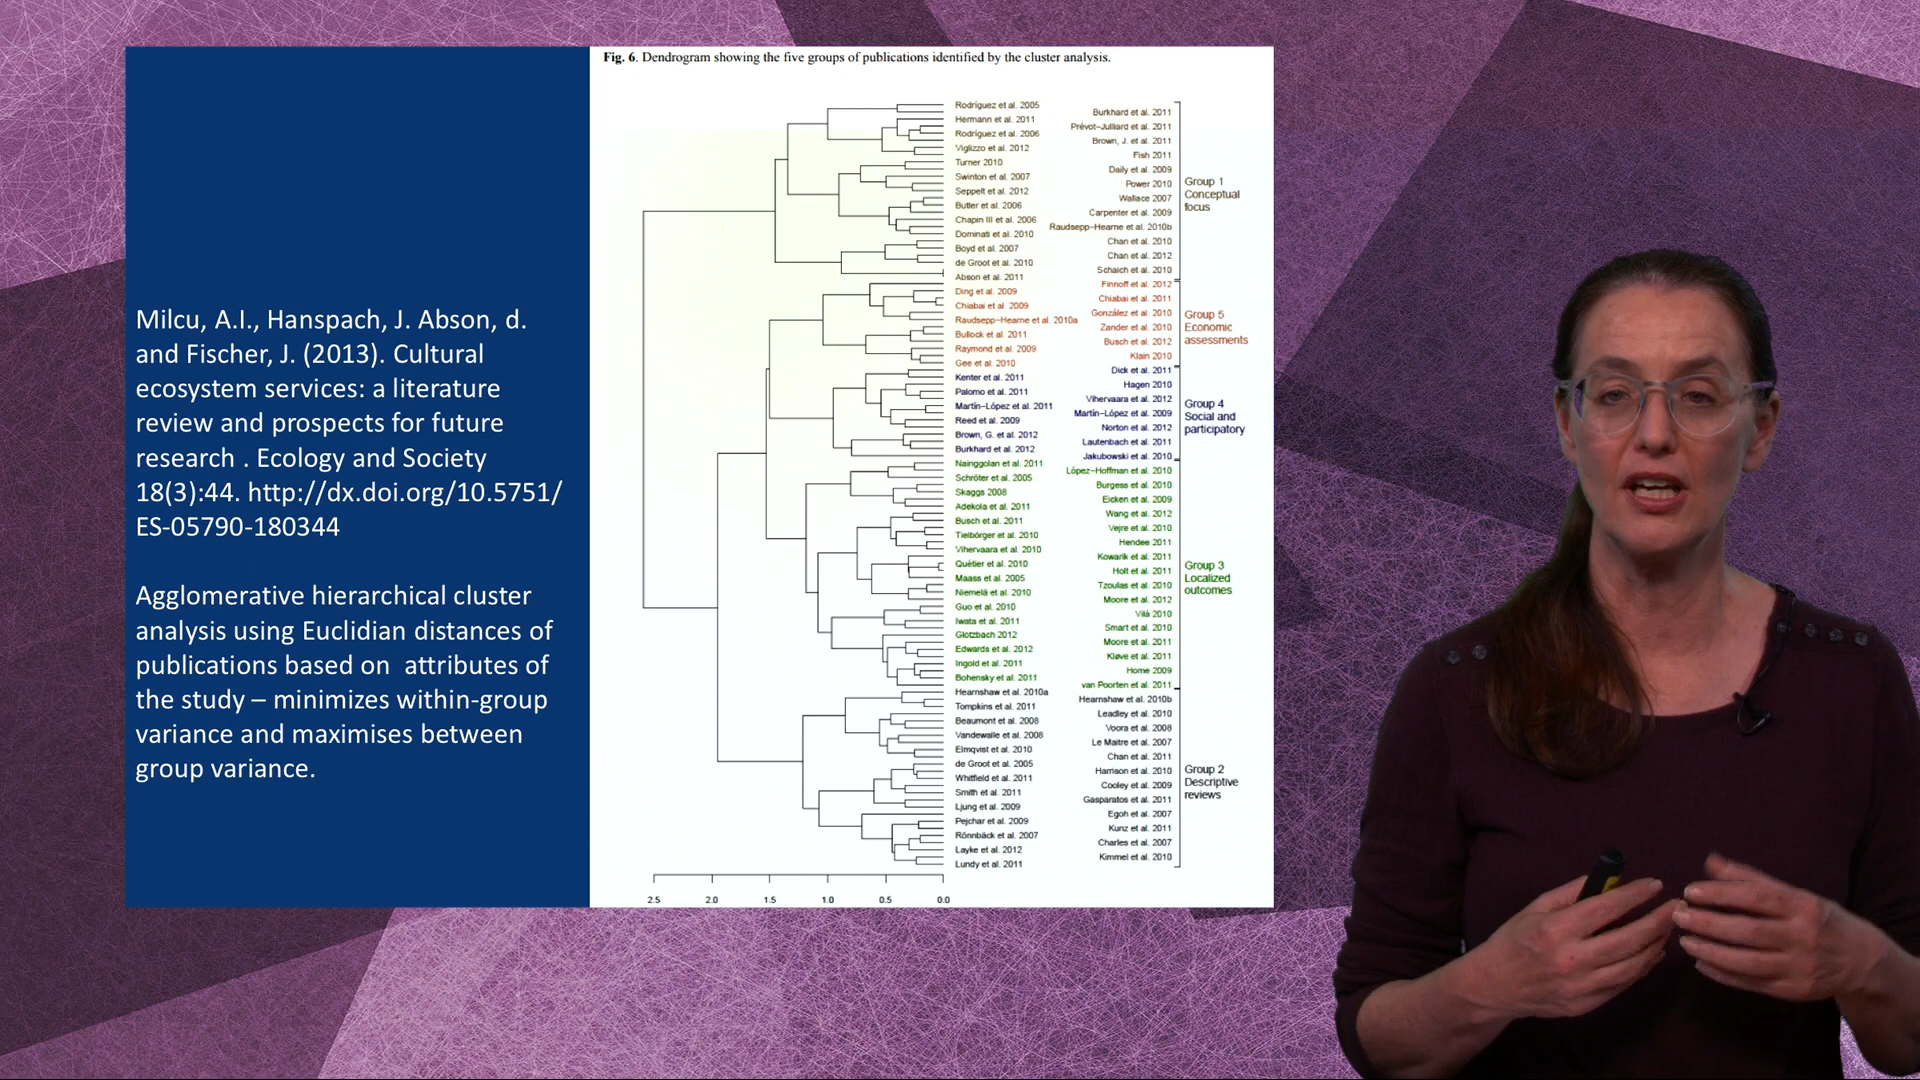 Milcu, A.I., Hanspach, J. Abson, d.
and Fischer, J. (2013). Cultural
ecosystem services: a literature
review and prospects for future
research . Ecology and Society
18(3):44. http://dx.doi.org/10.5751/
ES-05790-180344
Agglomerative hierarchical cluster
analysis using Euclidian distances of
publications based on  attributes of
the study – minimizes within-group
variance and maximises between
group variance.
Fig. 6. Dendrogram showing the five groups of publications identified by the cluster analysis.
Rodríguez et al. 2005
Burkhard et al. 2011
Hermann et al. 2011
Prévot–Julliard et al. 2011
Rodríguez et al. 2006
Brown, J. et al. 2011
Viglizzo et al. 2012
Fish 2011
Turner 2010
Daily et al. 2009
Swinton et al. 2007
Power 2010
Seppelt et al. 2012
Wallace 2007
Butler et al. 2006
Carpenter et al. 2009
Chapin III et al. 2006
Raudsepp–Hearne et al. 2010b
Dominati et al. 2010
Chan et al. 2010
Boyd et al. 2007
Chan et al. 2012
de Groot et al. 2010
Schaich et al. 2010
Abson et al. 2011
Group 1
Conceptual
focus
Finnoff et al. 2012
Ding et al. 2009
Chiabai et al. 2011
Chiabai et al. 2009
González et al. 2010
Raudsepp–Hearne et al. 2010a
Zander et al. 2010
Bullock et al. 2011
Busch et al. 2012
Raymond et al. 2009
Klain 2010
Gee et al. 2010
Group 5
Economic
assessments
Dick et al. 2011
Kenter et al. 2011
Hagen 2010
Palomo et al. 2011
Vihervaara et al. 2012
Martín–López et al. 2011
Martín–López et al. 2009
Reed et al. 2009
Norton et al. 2012
Brown, G. et al. 2012
Lautenbach et al. 2011
Burkhard et al. 2012
Jakubowski et al. 2010
Group 4
Social and
participatory
Nainggolan et al. 2011
López–Hoffman et al. 2010
Schröter et al. 2005
Burgess et al. 2010
Skaggs 2008
Eicken et al. 2009
Adekola et al. 2011
Wang et al. 2012
Busch et al. 2011
Vejre et al. 2010
Tielbörger et al. 2010
Hendee 2011
Vihervaara et al. 2010
Kowarik et al. 2011
Quétier et al. 2010
Holt et al. 2011
Maass et al. 2005
Tzoulas et al. 2010
Niemelä et al. 2010
Moore et al. 2012
Guo et al. 2010
Vilà 2010
Iwata et al. 2011
Smart et al. 2010
Glotzbach 2012
Moore et al. 2011
Edwards et al. 2012
Kløve et al. 2011
Ingold et al. 2011
Home 2009
Bohensky et al. 2011
van Poorten et al. 2011
Group 3
Localized
outcomes
Hearnshaw et al. 2010a
Hearnshaw et al. 2010b
Tompkins et al. 2011
Leadley et al. 2010
Beaumont et al. 2008
Voora et al. 2008
Vandewalle et al. 2008
Le Maitre et al. 2007
Elmqvist et al. 2010
Chan et al. 2011
de Groot et al. 2005
Harrison et al. 2010
Whitfield et al. 2011
Cooley et al. 2009
Smith et al. 2011
Gasparatos et al. 2011
Ljung et al. 2009
Egoh et al. 2007
Pejchar et al. 2009
Kunz et al. 2011
Rönnbäck et al. 2007
Charles et al. 2007
Layke et al. 2012
Kimmel et al. 2010
Lundy et al. 2011
Group 2
Descriptive
reviews
2.5 2.0 1.5 1.0 0.5 0.0